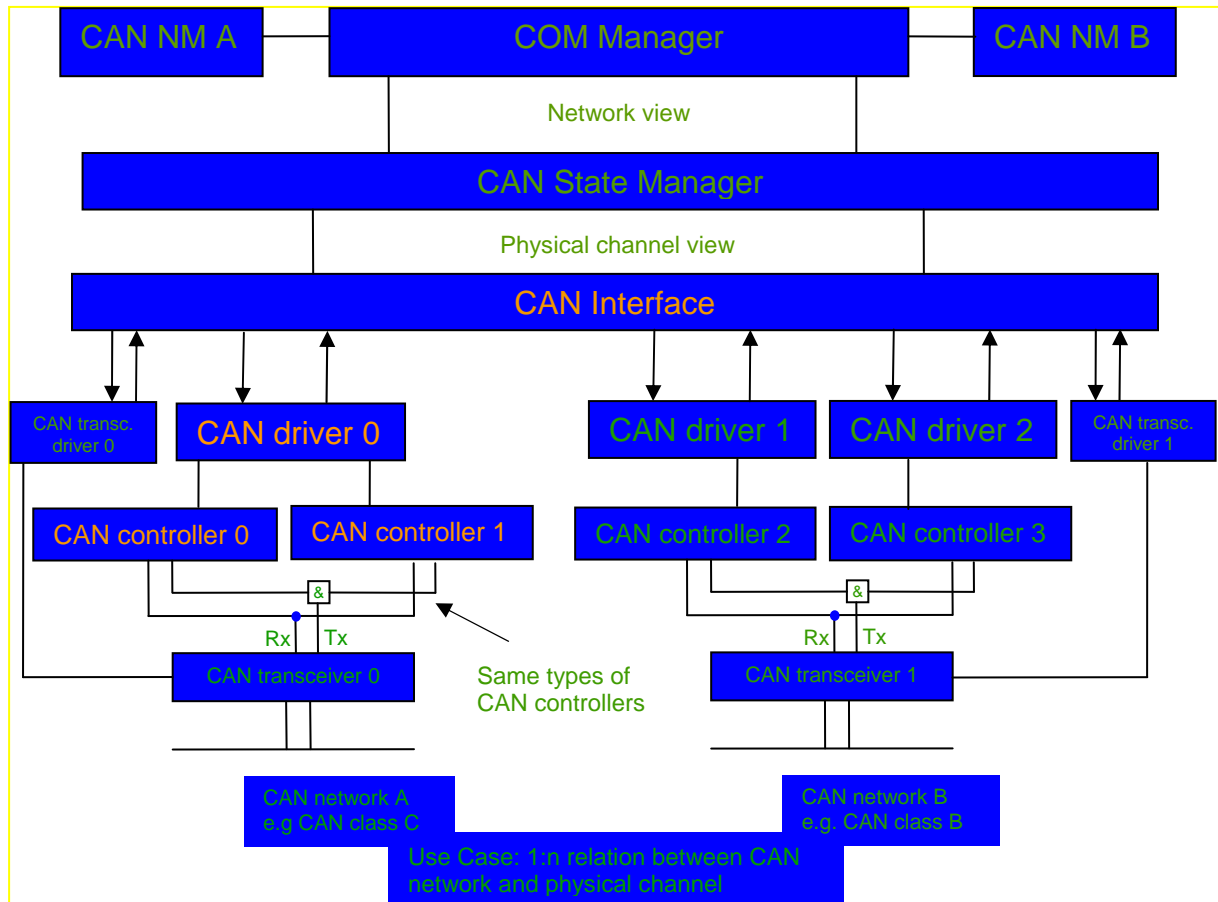 CAN NM A
COM Manager
CAN NM B
Network view
CAN State Manager
Physical channel view
CAN Interface
CAN transc.
driver 0
CAN driver 0
CAN driver 1
CAN driver 2
CAN transc.
driver 1
CAN controller 0
CAN controller 1
CAN controller 2
CAN controller 3
&
&
Rx
Tx
Rx
Tx
CAN transceiver 0
Same types of
CAN controllers
CAN transceiver 1
CAN network A
e.g CAN class C
CAN network B
e.g. CAN class B
Use Case: 1:n relation between CAN
network and physical channel